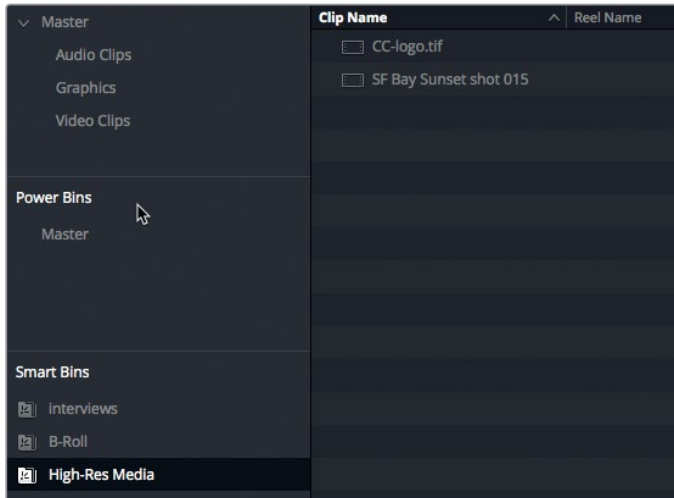 Master
Audio Clips
Graphics
Video Clips
Power Bins
Master
Smart Bins
interviews
B-Roll
High-Res Media
Clip Name
Reel Name
CC-logo.tif
SF Bay Sunset shot 015